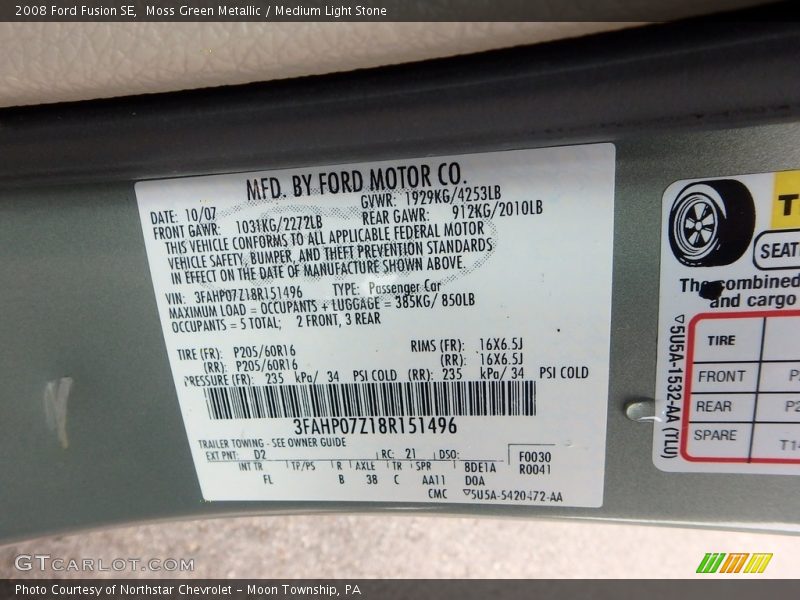 2008 Ford Fusion SE, Moss Green Metallic / Medium Light Stone
MFD. BY FORD MOTOR CO.
DATE: 10/07 GVWR: 1929KG/4253LB
FRONT GAWR: 1031KG/2272LB REAR GAWR: 912KG/2010LB
THIS VEHICLE CONFORMS TO ALL APPLICABLE FEDERAL MOTOR
VEHICLE SAFETY, BUMPER, AND THEFT PREVENTION STANDARDS
IN EFFECT ON THE DATE OF MANUFACTURE SHOWN ABOVE.
VIN: 3FAHP07Z18R151496 TYPE: Passenger Car
MAXIMUM LOAD = OCCUPANTS + LUGGAGE = 385KG/ 850LB
OCCUPANTS = 5 TOTAL; 2 FRONT, 3 REAR
TIRE (FR): P205/60R16 RIMS (FR): 16X6.5J
(RR): P205/60R16 (RR): 16X6.5J
PRESSURE (FR): 235 kPa/ 34 PSI COLD (RR): 235 kPa/ 34 PSI COLD
3FAHP07Z18R151496
TRAILER TOWING - SEE OWNER GUIDE
EXT PNT: D2 RC: 21 DSO: F0030
INT TR TP/PS R AXLE TR SPR 8DE1A R0041
FL B 38 C AA11 D0A
CMC ▽5U5A-5420472-AA
SEAT
The combined
and cargo
▽5U5A-1532-AA (TLU)
TIRE
FRONT
REAR
SPARE
GTCARLOT.COM
Photo Courtesy of Northstar Chevrolet - Moon Township, PA